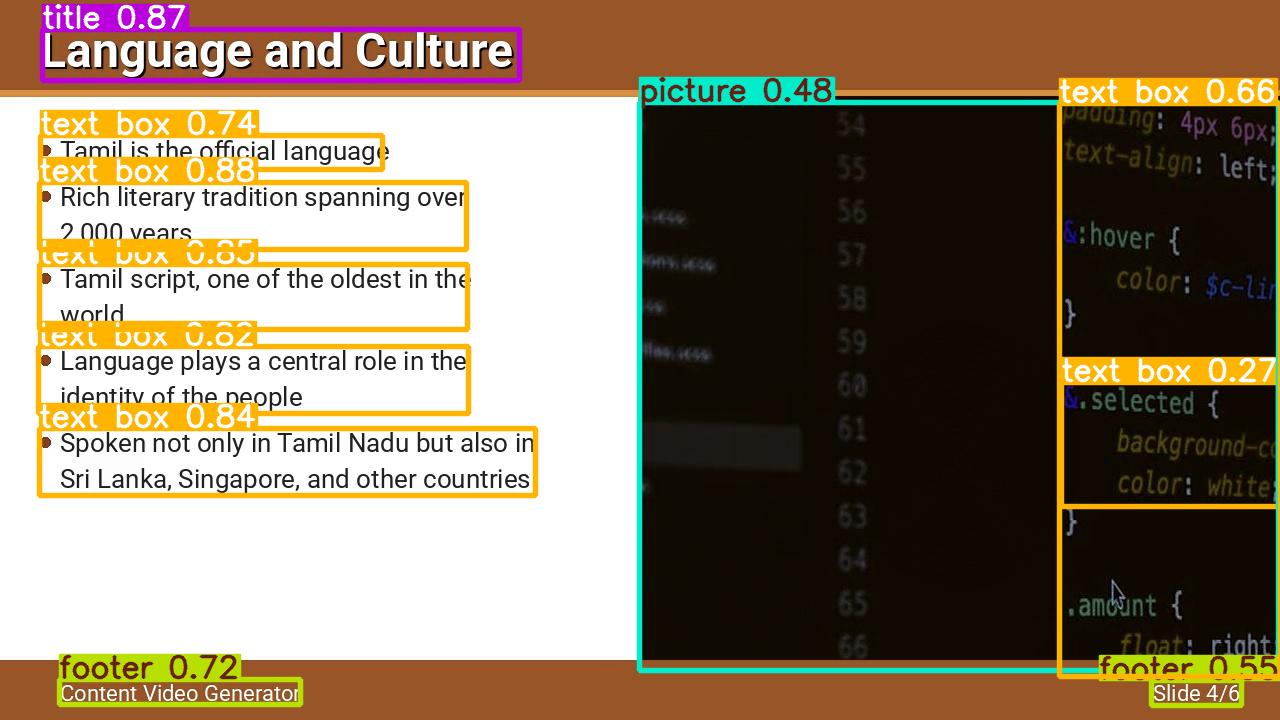 title 0.87
Language and Culture
text box 0.74
Tamil is the official language
text box 0.88
Rich literary tradition spanning over
2,000 years
text box 0.85
Tamil script, one of the oldest in the
world
text box 0.82
Language plays a central role in the
identity of the people
text box 0.84
Spoken not only in Tamil Nadu but also in
Sri Lanka, Singapore, and other countries
picture 0.48
54
55
56
57
58
59
60
61
62
63
64
65
66
text box 0.66
padding: 4px 6px;
text-align: left;
&:hover {
color: $c-lin
}
text box 0.27
&.selected {
background-co
color: white;
}
.amount {
float: right
footer 0.72
Content Video Generator
footer 0.55
Slide 4/6